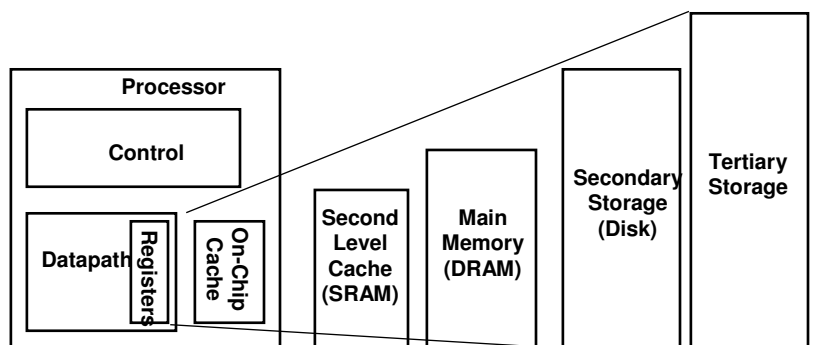 Processor
Control
Datapath
Registers
On-Chip
Cache
Second
Level
Cache
(SRAM)
Main
Memory
(DRAM)
Secondary
Storage
(Disk)
Tertiary
Storage